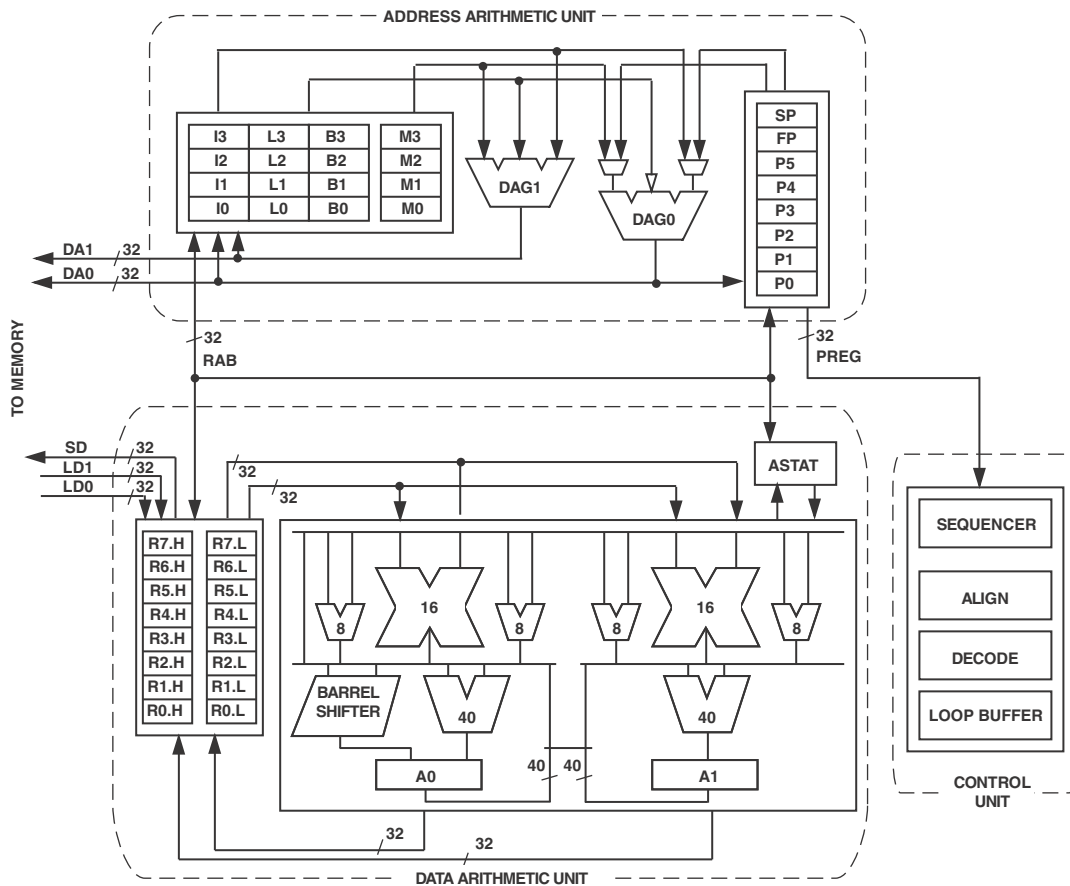 ADDRESS ARITHMETIC UNIT
I3 L3 B3 M3
I2 L2 B2 M2
I1 L1 B1 M1
I0 L0 B0 M0
DAG1
DAG0
SP
FP
P5
P4
P3
P2
P1
P0
DA1 32
DA0 32
32
RAB
32
PREG
TO MEMORY
SD 32
LD1 32
LD0 32
32
32
ASTAT
R7.H R7.L
R6.H R6.L
R5.H R5.L
R4.H R4.L
R3.H R3.L
R2.H R2.L
R1.H R1.L
R0.H R0.L
8 16 8 8 16 8
BARREL
SHIFTER
40
40
A0
40 40
A1
32
32
DATA ARITHMETIC UNIT
SEQUENCER
ALIGN
DECODE
LOOP BUFFER
CONTROL
UNIT